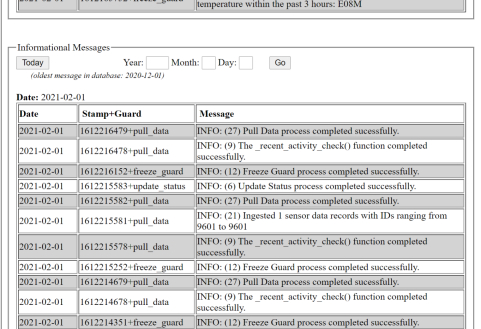 temperature within the past 3 hours: E08M
Informational Messages
Today Year: Month: Day: Go
(oldest message in database: 2020-12-01)
Date: 2021-02-01
Date Stamp+Guard Message
2021-02-01 1612216479+pull_data INFO: (27) Pull Data process completed sucessfully.
2021-02-01 1612216478+pull_data INFO: (9) The _recent_activity_check() function completed
successfully.
2021-02-01 1612216152+freeze_guard INFO: (12) Freeze Guard process completed sucessfully.
2021-02-01 1612215583+update_status INFO: (6) Update Status process completed sucessfully.
2021-02-01 1612215582+pull_data INFO: (27) Pull Data process completed sucessfully.
2021-02-01 1612215581+pull_data INFO: (21) Ingested 1 sensor data records with IDs ranging from
9601 to 9601
2021-02-01 1612215578+pull_data INFO: (9) The _recent_activity_check() function completed
successfully.
2021-02-01 1612215252+freeze_guard INFO: (12) Freeze Guard process completed sucessfully.
2021-02-01 1612214679+pull_data INFO: (27) Pull Data process completed sucessfully.
2021-02-01 1612214678+pull_data INFO: (9) The _recent_activity_check() function completed
successfully.
2021-02-01 1612214351+freeze_guard INFO: (12) Freeze Guard process completed sucessfully.